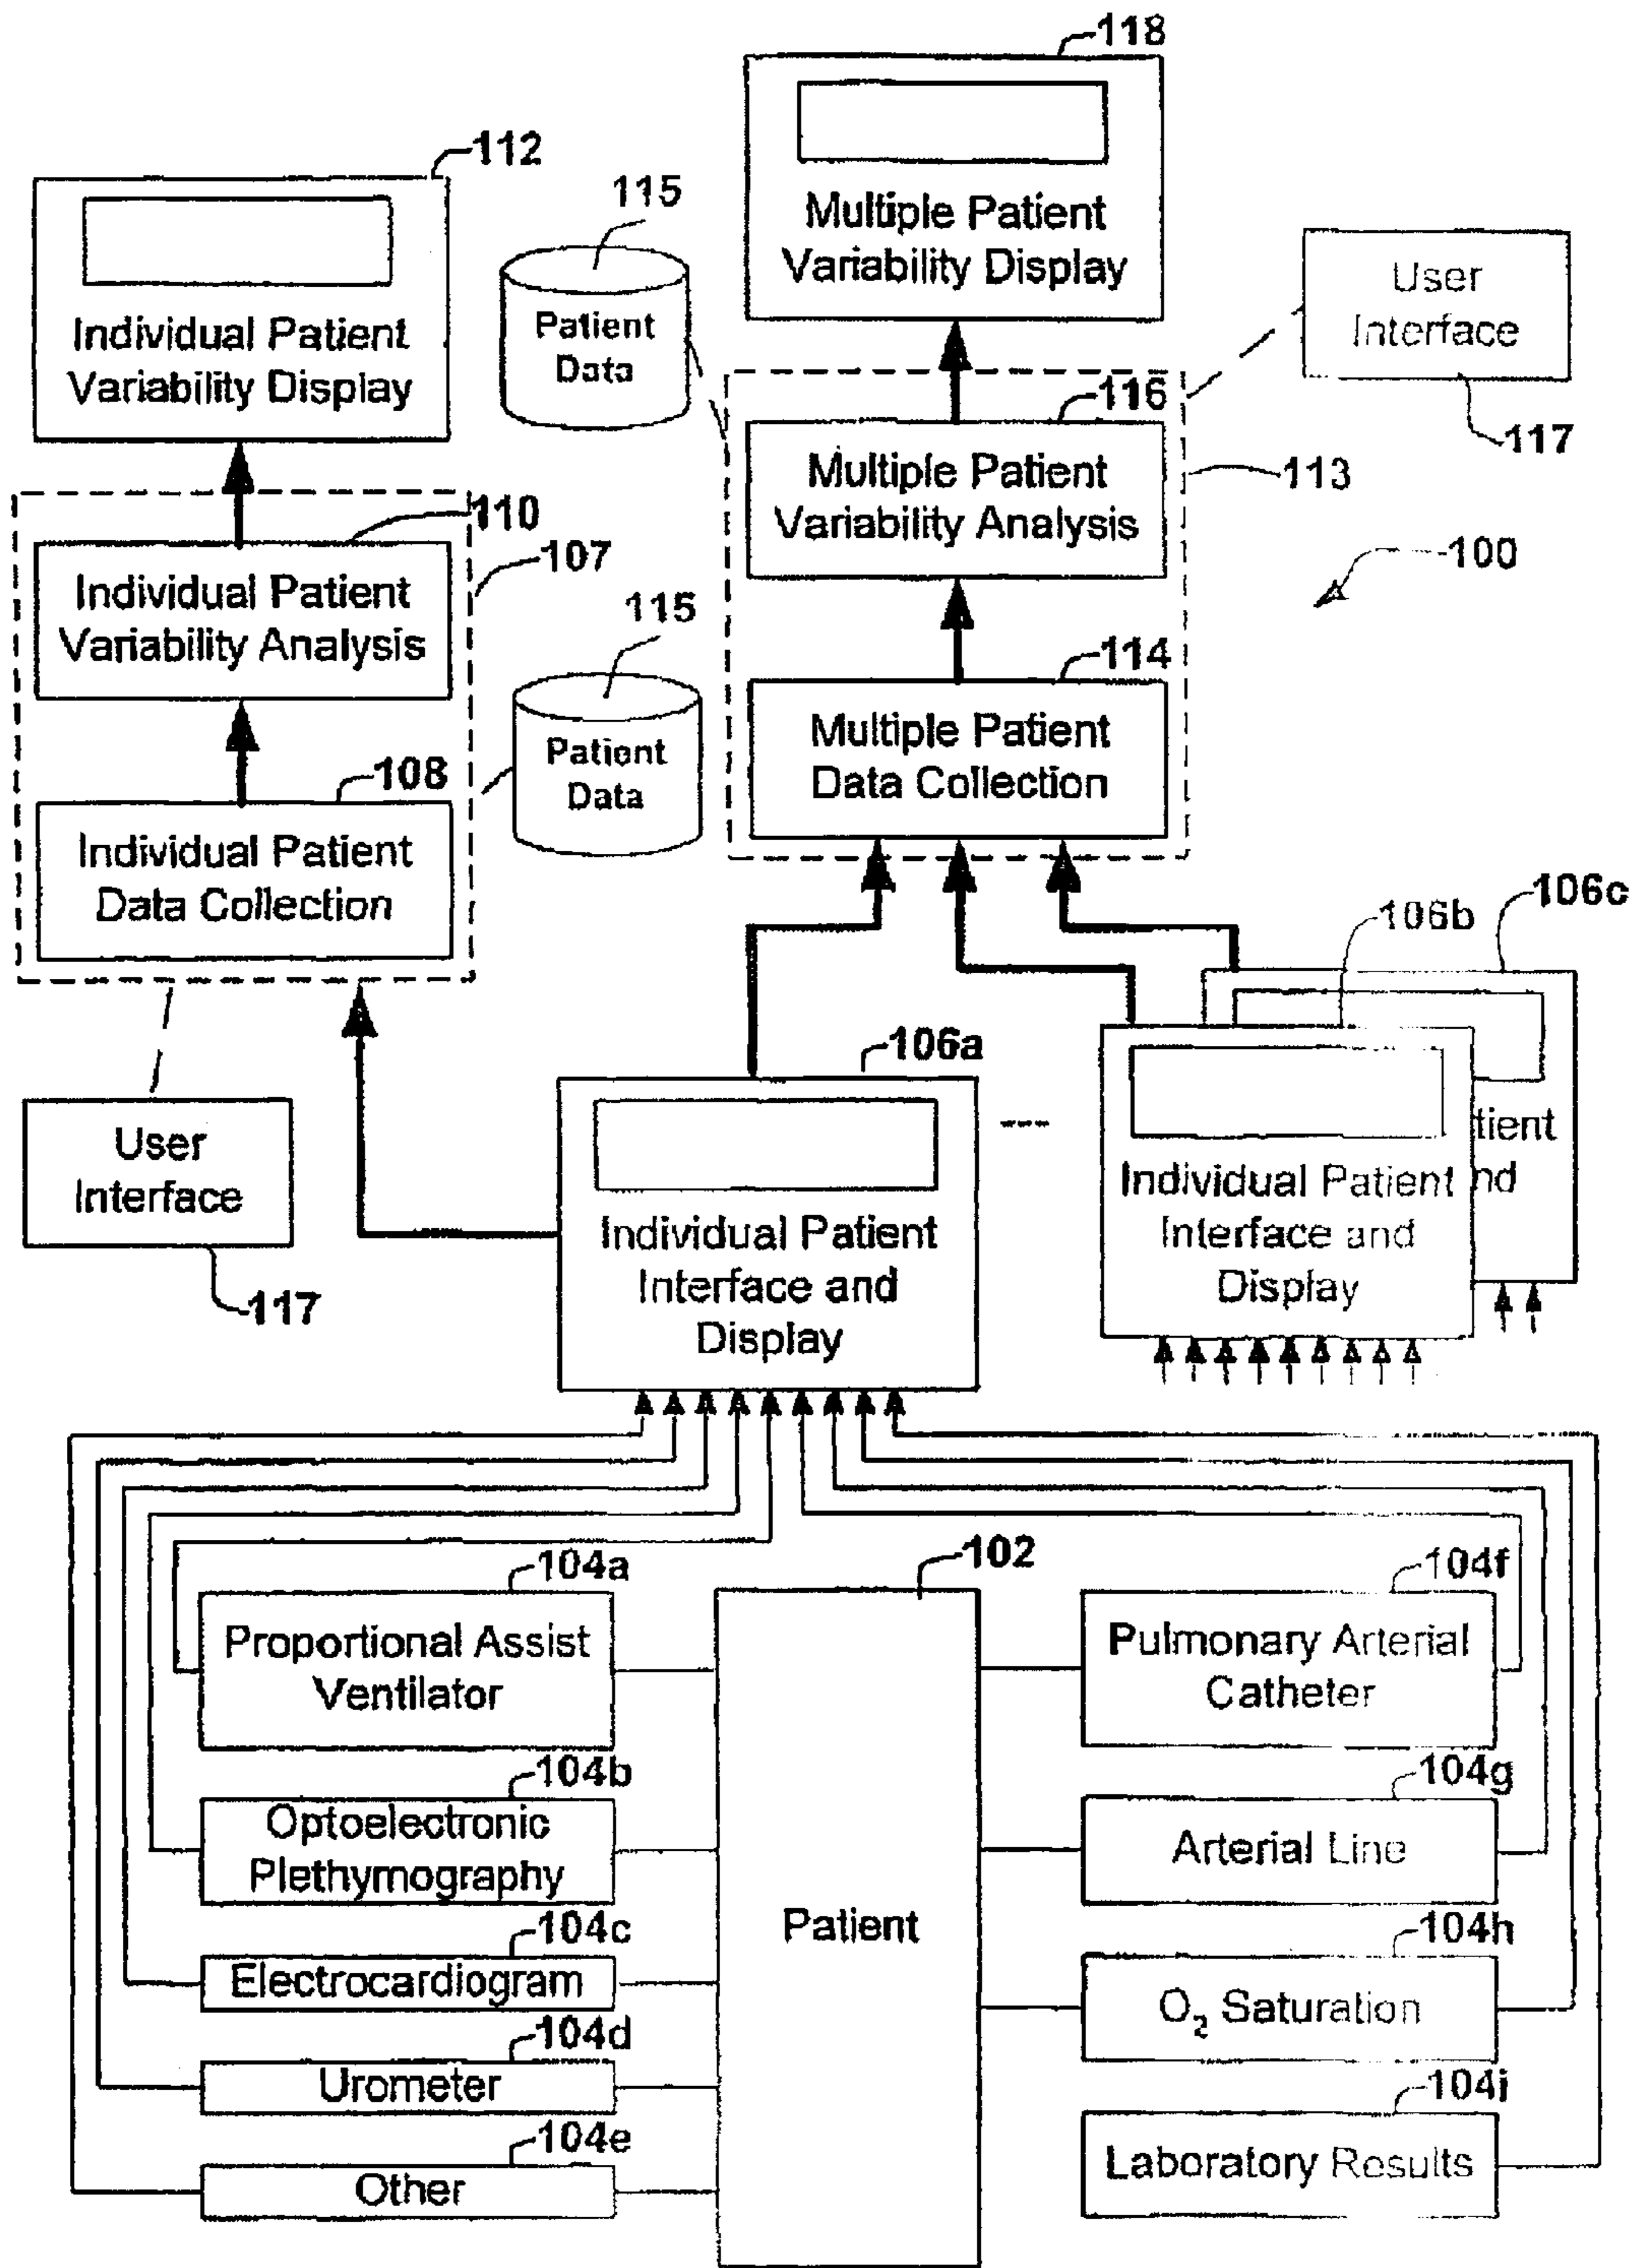 118
112
Multiple Patient
Variability Display
115
Patient
Data
User
Interface
117
Individual Patient
Variability Display
116
Multiple Patient
Variability Analysis
113
110
107
Individual Patient
Variability Analysis
100
115
Patient
Data
114
Multiple Patient
Data Collection
108
Individual Patient
Data Collection
106c
106b
tient
nd
Individual Patient
Interface and
Display
106a
---
Individual Patient
Interface and
Display
User
Interface
117
102
Patient
104a
Proportional Assist
Ventilator
104b
Optoelectronic
Plethymography
104c
Electrocardiogram
104d
Urometer
104e
Other
104f
Pulmonary Arterial
Catheter
104g
Arterial Line
104h
O₂ Saturation
104i
Laboratory Results